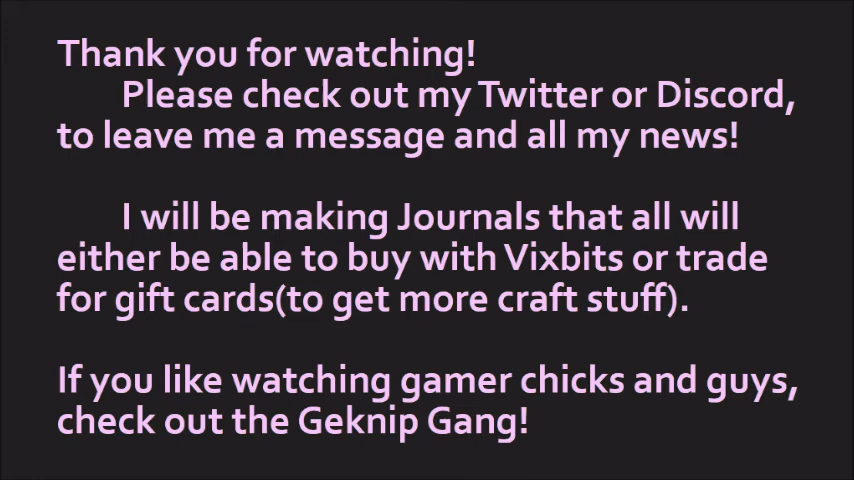 Thank you for watching!
Please check out my Twitter or Discord,
to leave me a message and all my news!
I will be making Journals that all will
either be able to buy with Vixbits or trade
for gift cards(to get more craft stuff).
If you like watching gamer chicks and guys,
check out the Geknip Gang!